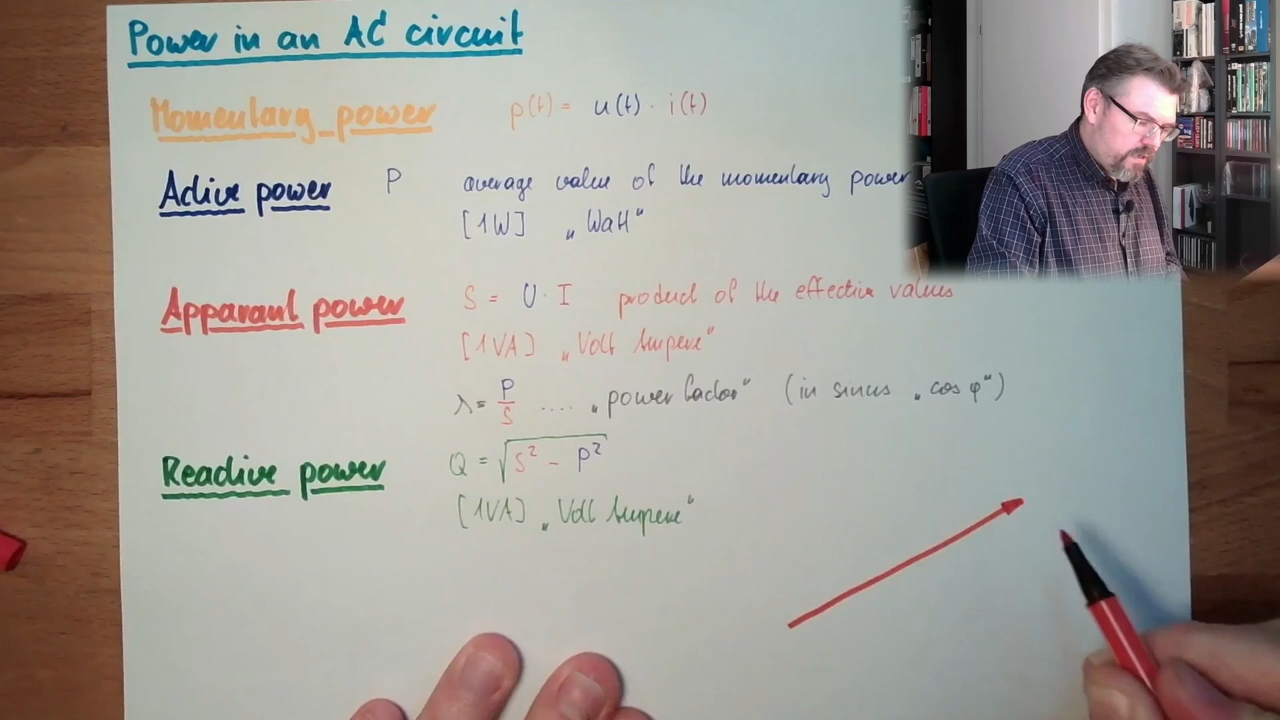 Power in an AC circuit
Momentary power p(t) = u(t) · i(t)
Active power P average value of the momentary power
[1W] „Watt"
Apparant power S = U · I product of the effective values
[1VA] „Volt Ampere"
λ = P/S .... „power factor" (in sinus „cos φ")
Reactive power Q = √(S² - P²)
[1VA] „Volt Ampere"